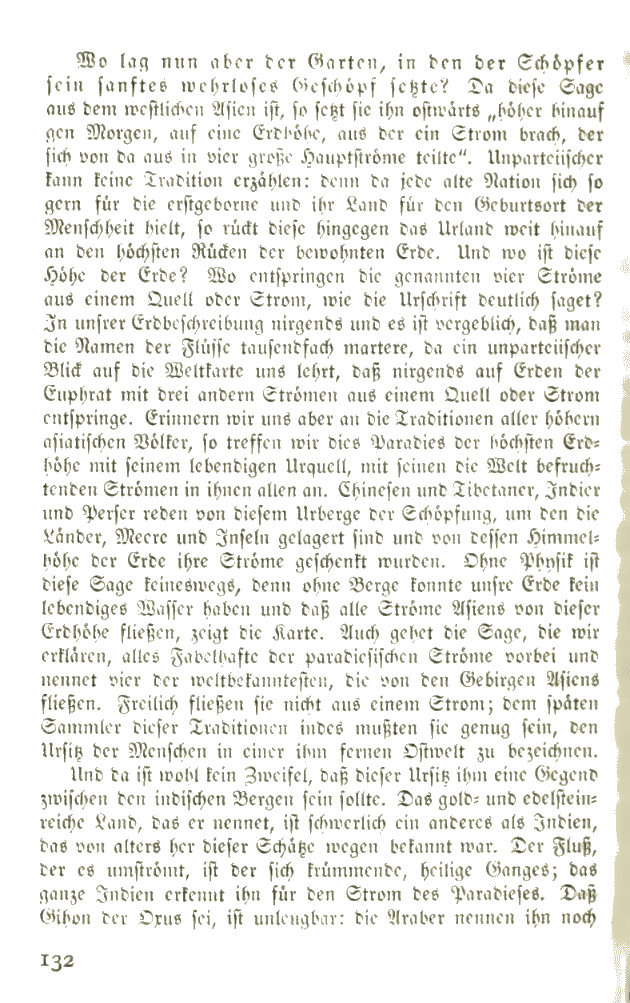 Wo lag nun aber der Garten, in den der Schöpfer
sein sanftes wehrloses Geschöpf setzte? Da diese Sage
aus dem westlichen Asien ist, so setzt sie ihn ostwärts „höher hinauf
gen Morgen, auf eine Erdhöhe, aus der ein Strom brach, der
sich von da aus in vier große Hauptströme teilte“. Unparteiischer
kann keine Tradition erzählen: denn da jede alte Nation sich so
gern für die erstgeborne und ihr Land für den Geburtsort der
Menschheit hielt, so rückt diese hingegen das Urland weit hinauf
an den höchsten Rücken der bewohnten Erde. Und wo ist diese
Höhe der Erde? Wo entspringen die genannten vier Ströme
aus einem Quell oder Strom, wie die Urschrift deutlich saget?
In unsrer Erdbeschreibung nirgends und es ist vergeblich, daß man
die Namen der Flüsse tausendfach martere, da ein unparteiischer
Blick auf die Weltkarte uns lehrt, daß nirgends auf Erden der
Euphrat mit drei andern Strömen aus einem Quell oder Strom
entspringe. Erinnern wir uns aber an die Traditionen aller höhern
asiatischen Völker, so treffen wir dies Paradies der höchsten Erd-
höhe mit seinem lebendigen Urquell, mit seinen die Welt befruch-
tenden Strömen in ihnen allen an. Chinesen und Tibetaner, Indier
und Perser reden von diesem Urberge der Schöpfung, um den die
Länder, Meere und Inseln gelagert sind und von dessen Himmel-
höhe der Erde ihre Ströme geschenkt wurden. Ohne Physik ist
diese Sage keineswegs, denn ohne Berge konnte unsre Erde kein
lebendiges Wasser haben und daß alle Ströme Asiens von dieser
Erdhöhe fließen, zeigt die Karte. Auch gehet die Sage, die wir
erklären, alles Fabelhafte der paradiesischen Ströme vorbei und
nennet vier der weltbekanntesten, die von den Gebirgen Asiens
fließen. Freilich fließen sie nicht aus einem Strom; dem späten
Sammler dieser Traditionen indes mußten sie genug sein, den
Ursitz der Menschen in einer ihm fernen Ostwelt zu bezeichnen.
Und da ist wohl kein Zweifel, daß dieser Ursitz ihm eine Gegend
zwischen den indischen Bergen sein sollte. Das gold- und edelstein-
reiche Land, das er nennet, ist schwerlich ein anderes als Indien,
das von alters her dieser Schätze wegen bekannt war. Der Fluß,
der es umströmt, ist der sich krümmende, heilige Ganges; das
ganze Indien erkennt ihn für den Strom des Paradieses. Daß
Gihon der Oxus sei, ist unleugbar: die Araber nennen ihn noch
132